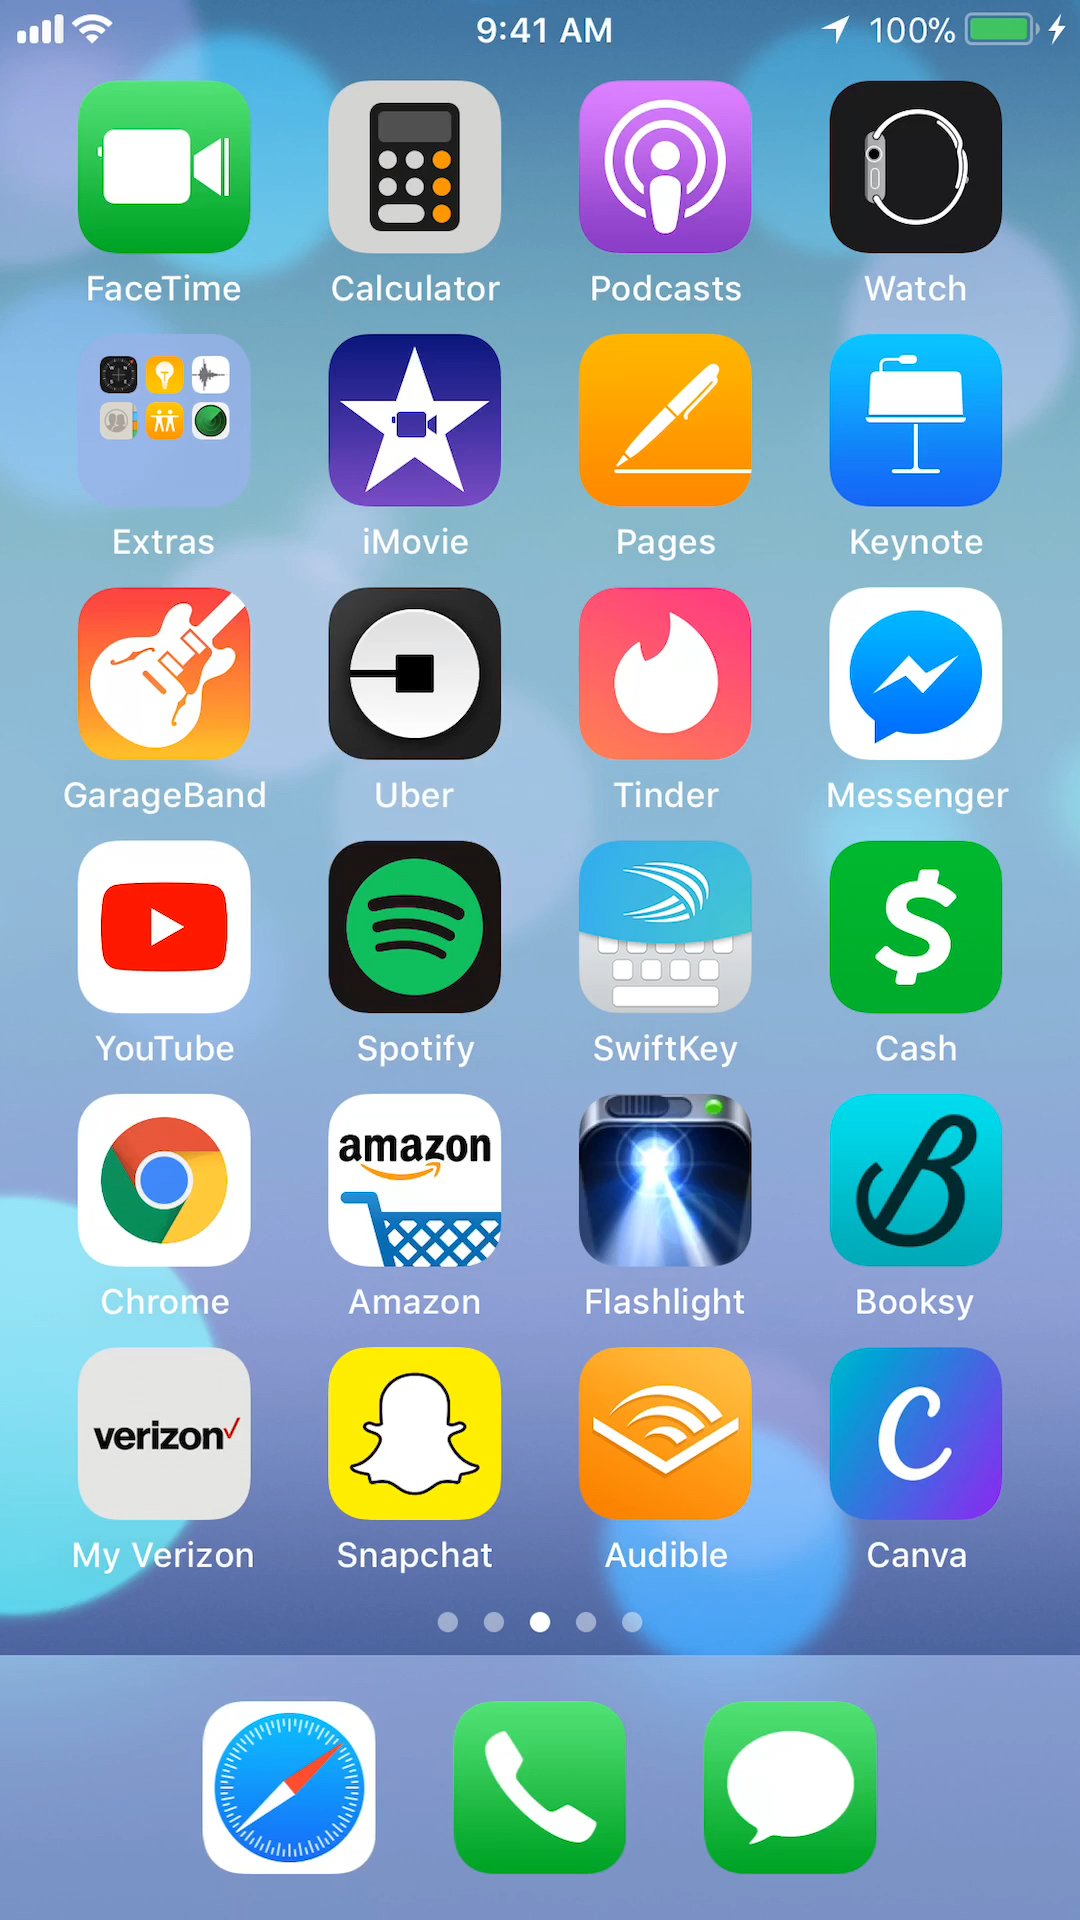 9:41 AM 100%
FaceTime Calculator Podcasts Watch
Extras iMovie Pages Keynote
GarageBand Uber Tinder Messenger
YouTube Spotify SwiftKey Cash
amazon
Chrome Amazon Flashlight Booksy
verizon
My Verizon Snapchat Audible Canva